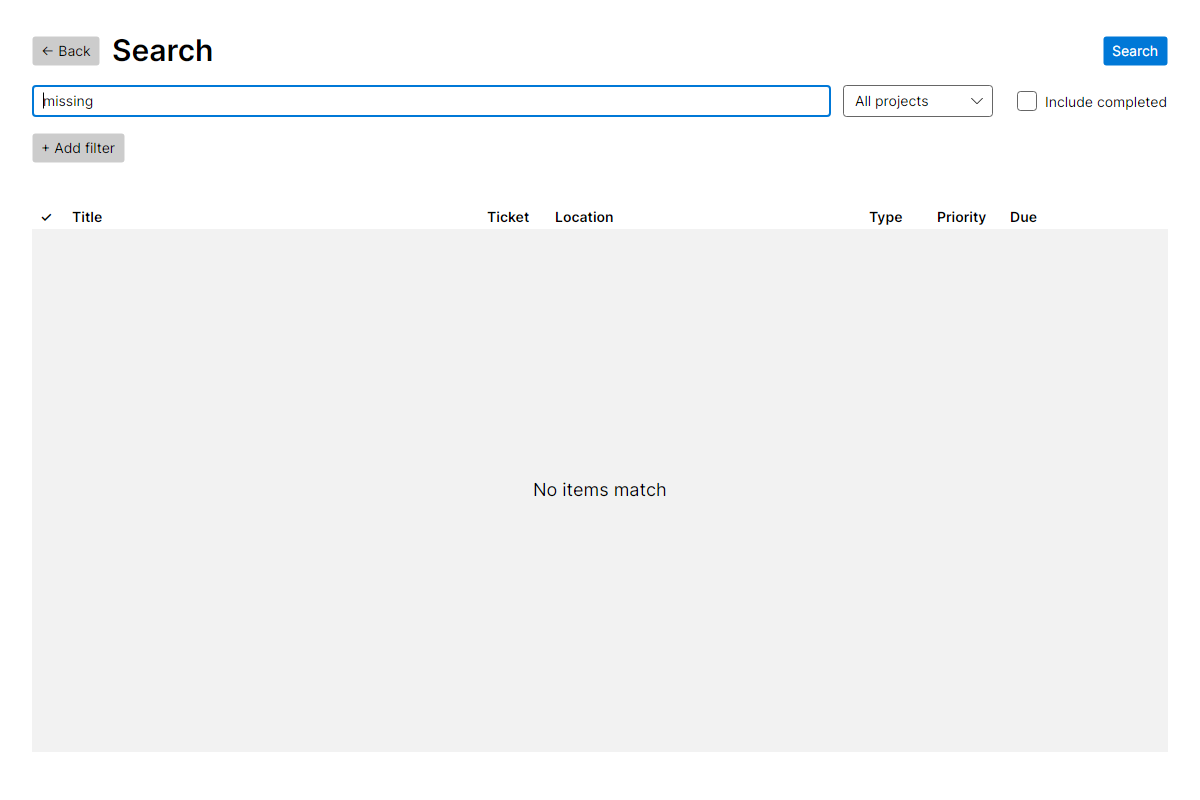 ← Back
Search
Search
missing
All projects
Include completed
+ Add filter
✓ Title Ticket Location Type Priority Due
No items match